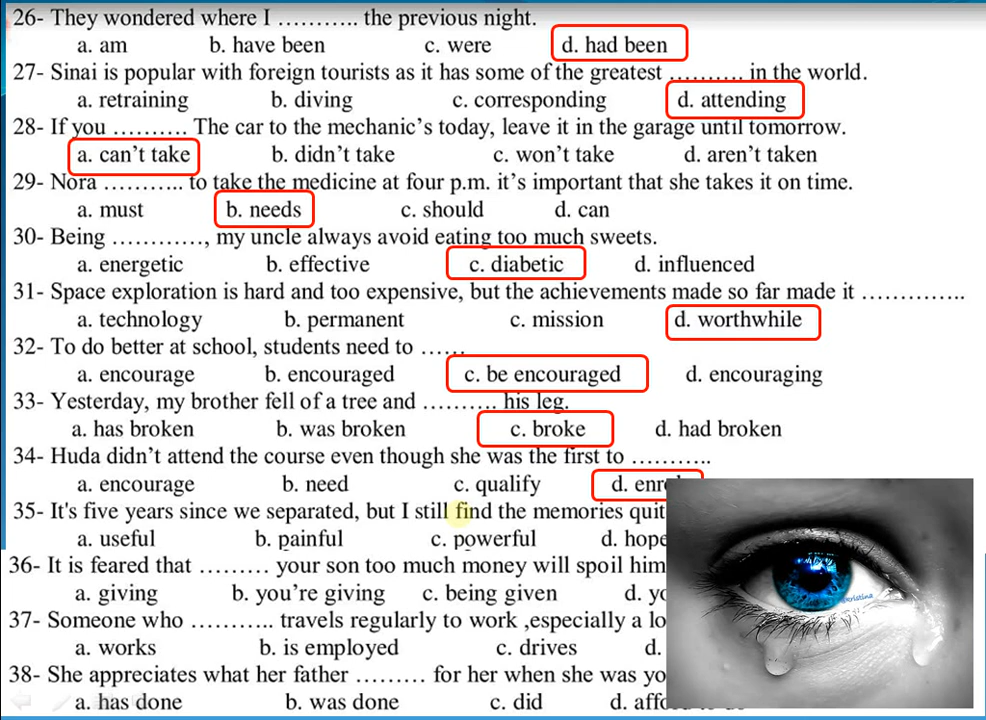 26- They wondered where I ……….. the previous night.
a. am b. have been c. were d. had been
27- Sinai is popular with foreign tourists as it has some of the greatest ………. in the world.
a. retraining b. diving c. corresponding d. attending
28- If you ………. The car to the mechanic’s today, leave it in the garage until tomorrow.
a. can’t take b. didn’t take c. won’t take d. aren’t taken
29- Nora ……….. to take the medicine at four p.m. it’s important that she takes it on time.
a. must b. needs c. should d. can
30- Being …………, my uncle always avoid eating too much sweets.
a. energetic b. effective c. diabetic d. influenced
31- Space exploration is hard and too expensive, but the achievements made so far made it …………..
a. technology b. permanent c. mission d. worthwhile
32- To do better at school, students need to ……
a. encourage b. encouraged c. be encouraged d. encouraging
33- Yesterday, my brother fell of a tree and ………. his leg.
a. has broken b. was broken c. broke d. had broken
34- Huda didn’t attend the course even though she was the first to ………..
a. encourage b. need c. qualify d.
35- It's five years since we separated, but I still find the memories
a. useful b. painful c. powerful d.
36- It is feared that ……… your son too much money will spoil him
a. giving b. you’re giving c. being given d.
37- Someone who ……….. travels regularly to work ,especially a
a. works b. is employed c. drives d.
38- She appreciates what her father ……… for her when she was
a. has done b. was done c. did d.